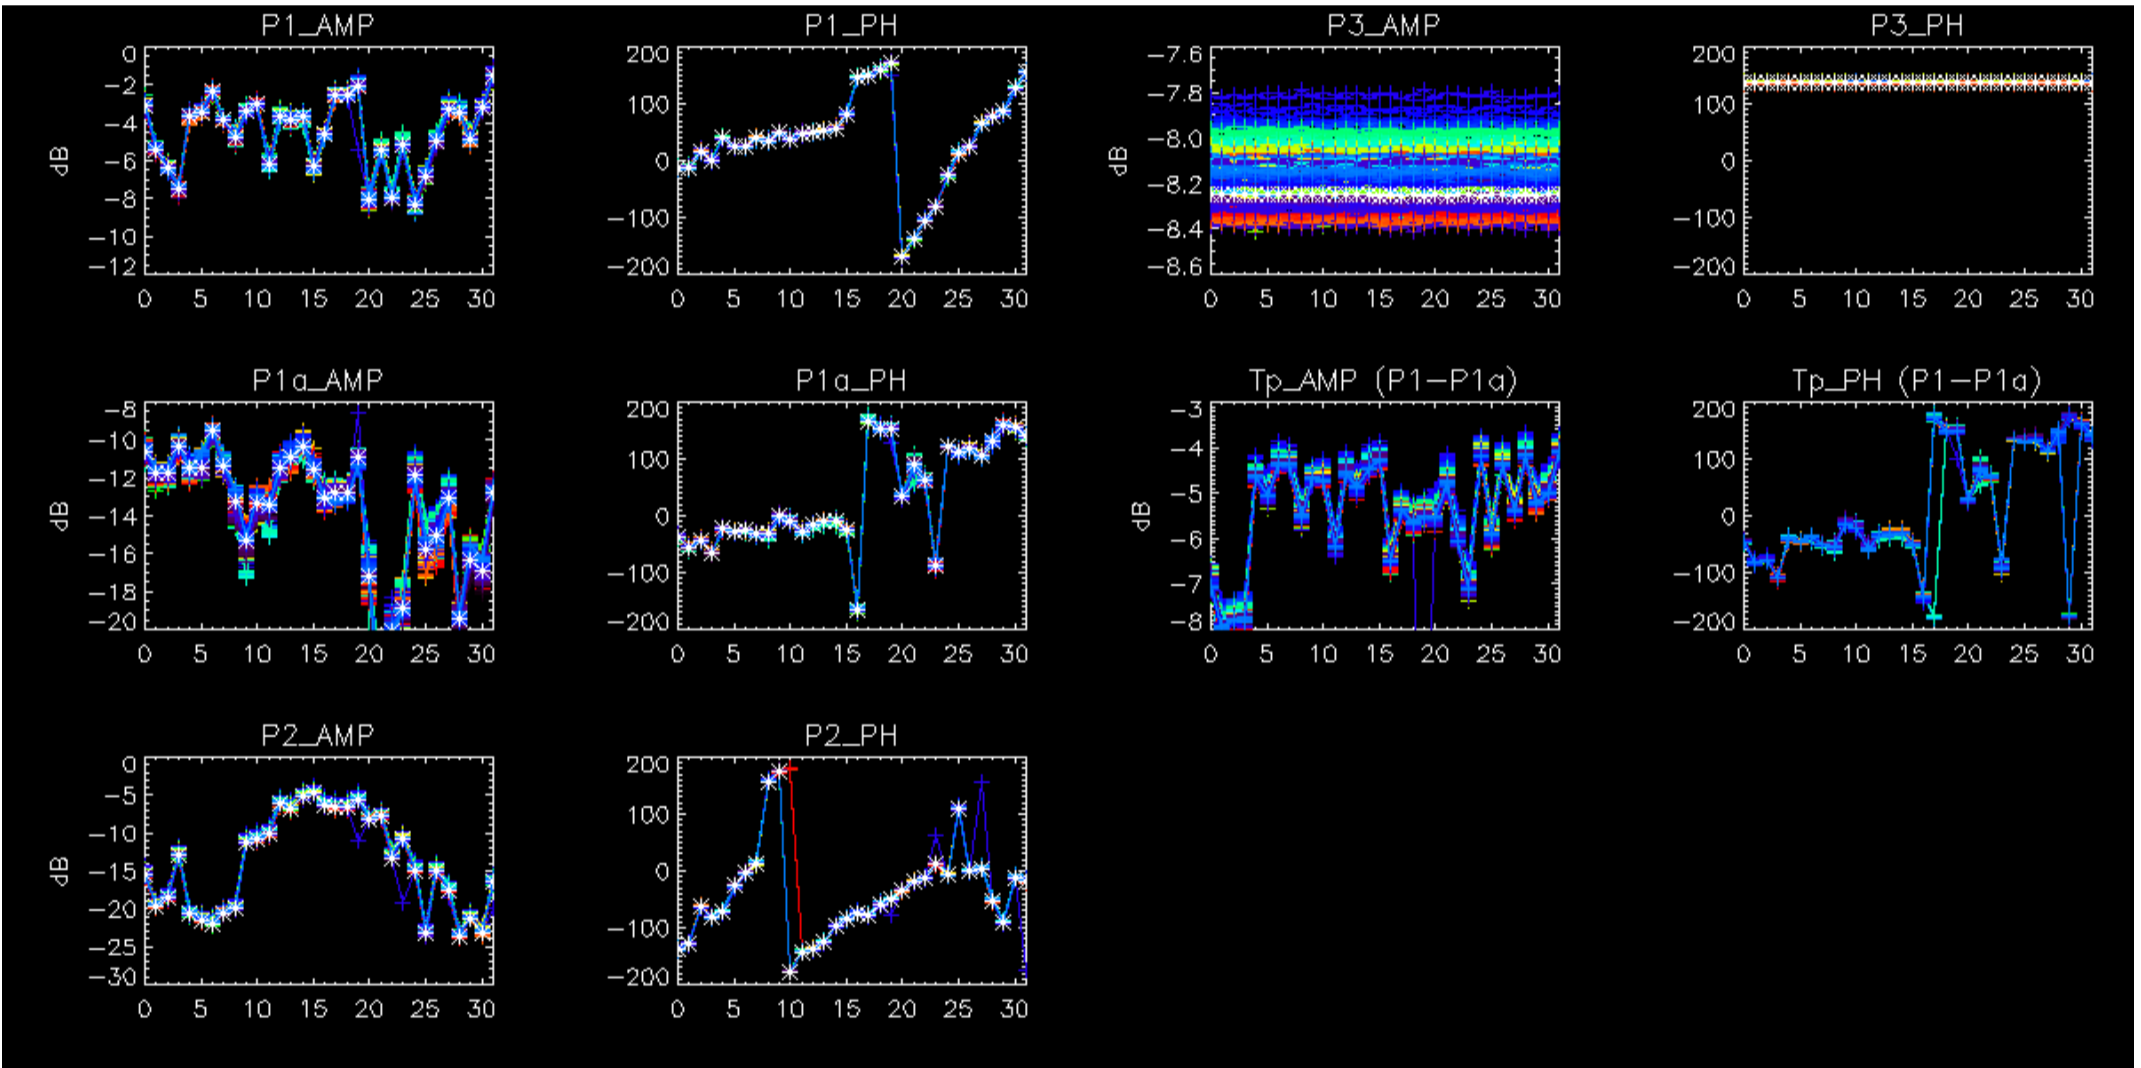 P1_AMP
P1_PH
P3_AMP
P3_PH
dB
0
-2
-4
-6
-8
-10
-12
0 5 10 15 20 25 30
200
100
0
-100
-200
0 5 10 15 20 25 30
dB
-7.6
-7.8
-8.0
-8.2
-8.4
-8.6
0 5 10 15 20 25 30
200
100
0
-100
-200
0 5 10 15 20 25 30
P1a_AMP
P1a_PH
Tp_AMP (P1-P1a)
Tp_PH (P1-P1a)
dB
-8
-10
-12
-14
-16
-18
-20
0 5 10 15 20 25 30
200
100
0
-100
-200
0 5 10 15 20 25 30
dB
-3
-4
-5
-6
-7
-8
0 5 10 15 20 25 30
200
100
0
-100
-200
0 5 10 15 20 25 30
P2_AMP
P2_PH
dB
0
-5
-10
-15
-20
-25
-30
0 5 10 15 20 25 30
200
100
0
-100
-200
0 5 10 15 20 25 30